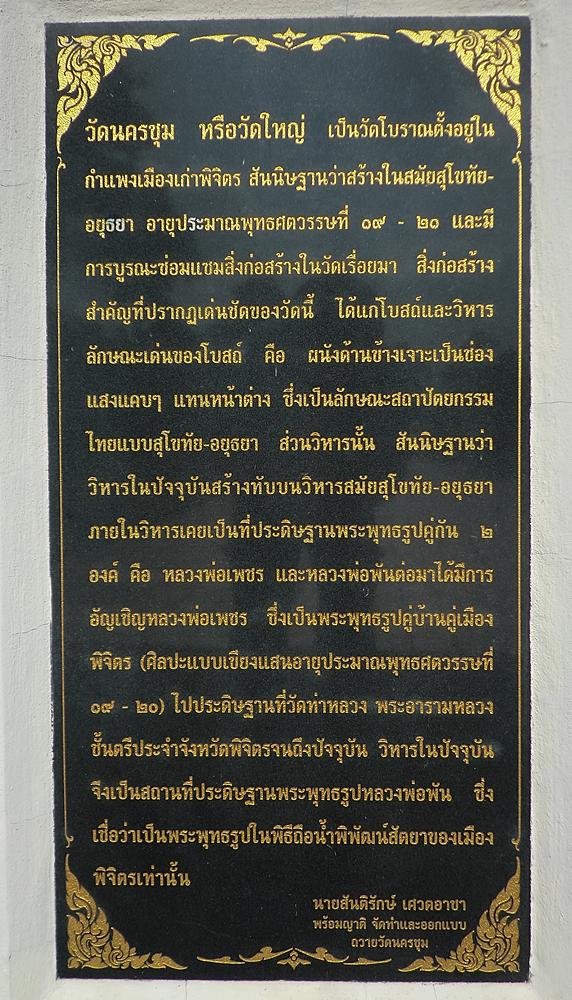 วัดนครชุม หรือวัดใหญ่ เป็นวัดโบราณตั้งอยู่ใน
กำแพงเมืองเก่าพิจิตร สันนิษฐานว่าสร้างในสมัยสุโขทัย-
อยุธยา อายุประมาณพุทธศตวรรษที่ ๑๙ - ๒๑ และมี
การบูรณะซ่อมแซมสิ่งก่อสร้างในวัดเรื่อยมา สิ่งก่อสร้าง
สำคัญที่ปรากฏเด่นชัดของวัดนี้ ได้แก่โบสถ์และวิหาร
ลักษณะเด่นของโบสถ์ คือ ผนังด้านข้างเจาะเป็นช่อง
แสงแคบๆ แทนหน้าต่าง ซึ่งเป็นลักษณะสถาปัตยกรรม
ไทยแบบสุโขทัย-อยุธยา ส่วนวิหารนั้น สันนิษฐานว่า
วิหารในปัจจุบันสร้างทับบนวิหารสมัยสุโขทัย-อยุธยา
ภายในวิหารเคยเป็นที่ประดิษฐานพระพุทธรูปคู่กัน ๒
องค์ คือ หลวงพ่อเพชร และหลวงพ่อพันต่อมาได้มีการ
อัญเชิญหลวงพ่อเพชร ซึ่งเป็นพระพุทธรูปคู่บ้านคู่เมือง
พิจิตร (ศิลปะแบบเชียงแสนอายุประมาณพุทธศตวรรษที่
๑๙ - ๒๐) ไปประดิษฐานที่วัดท่าหลวง พระอารามหลวง
ชั้นตรีประจำจังหวัดพิจิตรจนถึงปัจจุบัน วิหารในปัจจุบัน
จึงเป็นสถานที่ประดิษฐานพระพุทธรูปหลวงพ่อพัน ซึ่ง
เชื่อว่าเป็นพระพุทธรูปในพิธีถือน้ำพิพัฒน์สัตยาของเมือง
พิจิตรเท่านั้น
นายสันติรักษ์ เศวตอาชา
พร้อมญาติ จัดทำและออกแบบ
ถวายวัดนครชุม